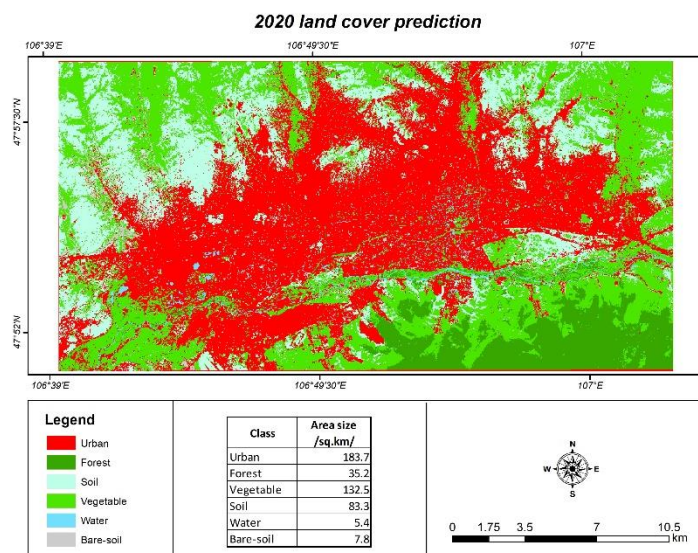 2020 land cover prediction
106°39'E 106°49'30"E 107°E
47°57'30"N
47°52'N
106°39'E 106°49'30"E 107°E
Legend
Urban
Forest
Soil
Vegetable
Water
Bare-soil
Class Area size /sq.km/
Urban 183.7
Forest 35.2
Vegetable 132.5
Soil 83.3
Water 5.4
Bare-soil 7.8
N
W E
S
0 1.75 3.5 7 10.5
km